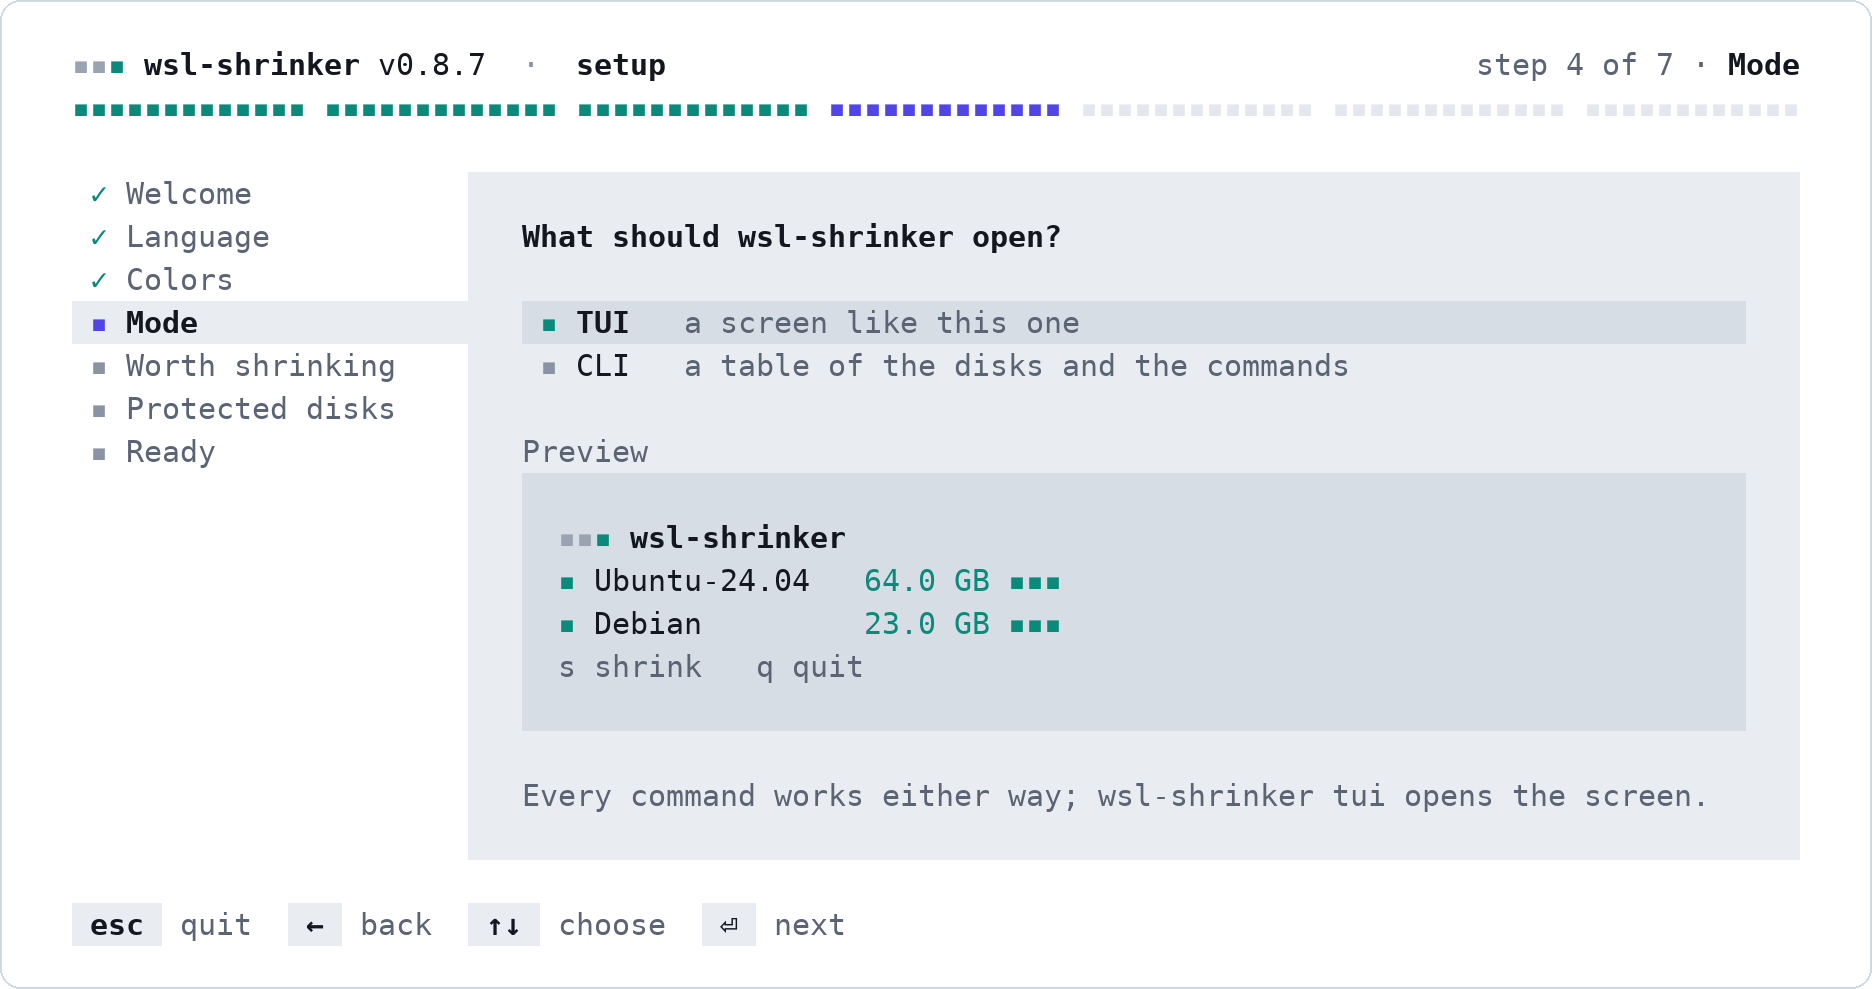 wsl-shrinker v0.8.7 · setup
step 4 of 7 · Mode
✓ Welcome
✓ Language
✓ Colors
Mode
Worth shrinking
Protected disks
Ready
What should wsl-shrinker open?
TUI a screen like this one
CLI a table of the disks and the commands
Preview
wsl-shrinker
Ubuntu-24.04 64.0 GB
Debian 23.0 GB
s shrink q quit
Every command works either way; wsl-shrinker tui opens the screen.
esc quit ← back ↑↓ choose ⏎ next